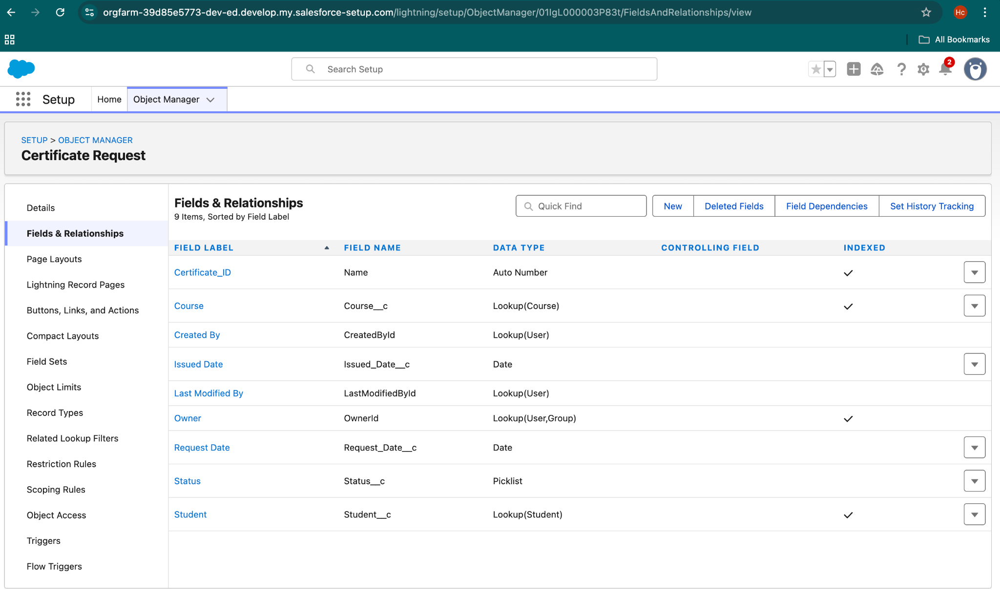 orgfarm-39d85e5773-dev-ed.develop.my.salesforce-setup.com/lightning/setup/ObjectManager/01IgL000003P83t/FieldsAndRelationships/view
Hc
All Bookmarks
Search Setup
2
Setup
Home
Object Manager
SETUP > OBJECT MANAGER
Certificate Request
Details
Fields & Relationships
Page Layouts
Lightning Record Pages
Buttons, Links, and Actions
Compact Layouts
Field Sets
Object Limits
Record Types
Related Lookup Filters
Restriction Rules
Scoping Rules
Object Access
Triggers
Flow Triggers
Fields & Relationships
9 Items, Sorted by Field Label
Quick Find
New
Deleted Fields
Field Dependencies
Set History Tracking
FIELD LABEL FIELD NAME DATA TYPE CONTROLLING FIELD INDEXED
Certificate_ID Name Auto Number
Course Course__c Lookup(Course)
Created By CreatedById Lookup(User)
Issued Date Issued_Date__c Date
Last Modified By LastModifiedById Lookup(User)
Owner OwnerId Lookup(User,Group)
Request Date Request_Date__c Date
Status Status__c Picklist
Student Student__c Lookup(Student)